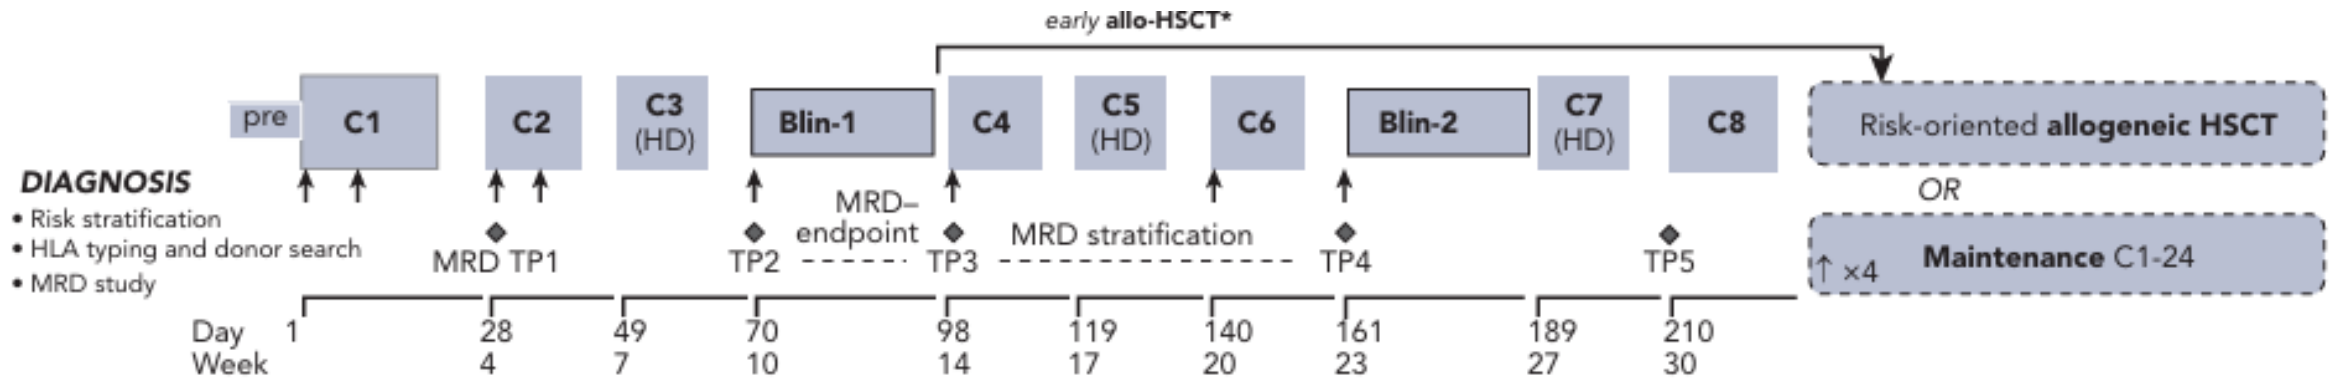 early allo-HSCT*
pre
C1
C2
C3
(HD)
Blin-1
C4
C5
(HD)
C6
Blin-2
C7
(HD)
C8
Risk-oriented allogeneic HSCT
OR
Maintenance C1-24
↑ ×4
DIAGNOSIS
• Risk stratification
• HLA typing and donor search
• MRD study
MRD TP1
TP2
MRD–
endpoint
TP3
MRD stratification
TP4
TP5
Day 1 28 49 70 98 119 140 161 189 210
Week 4 7 10 14 17 20 23 27 30